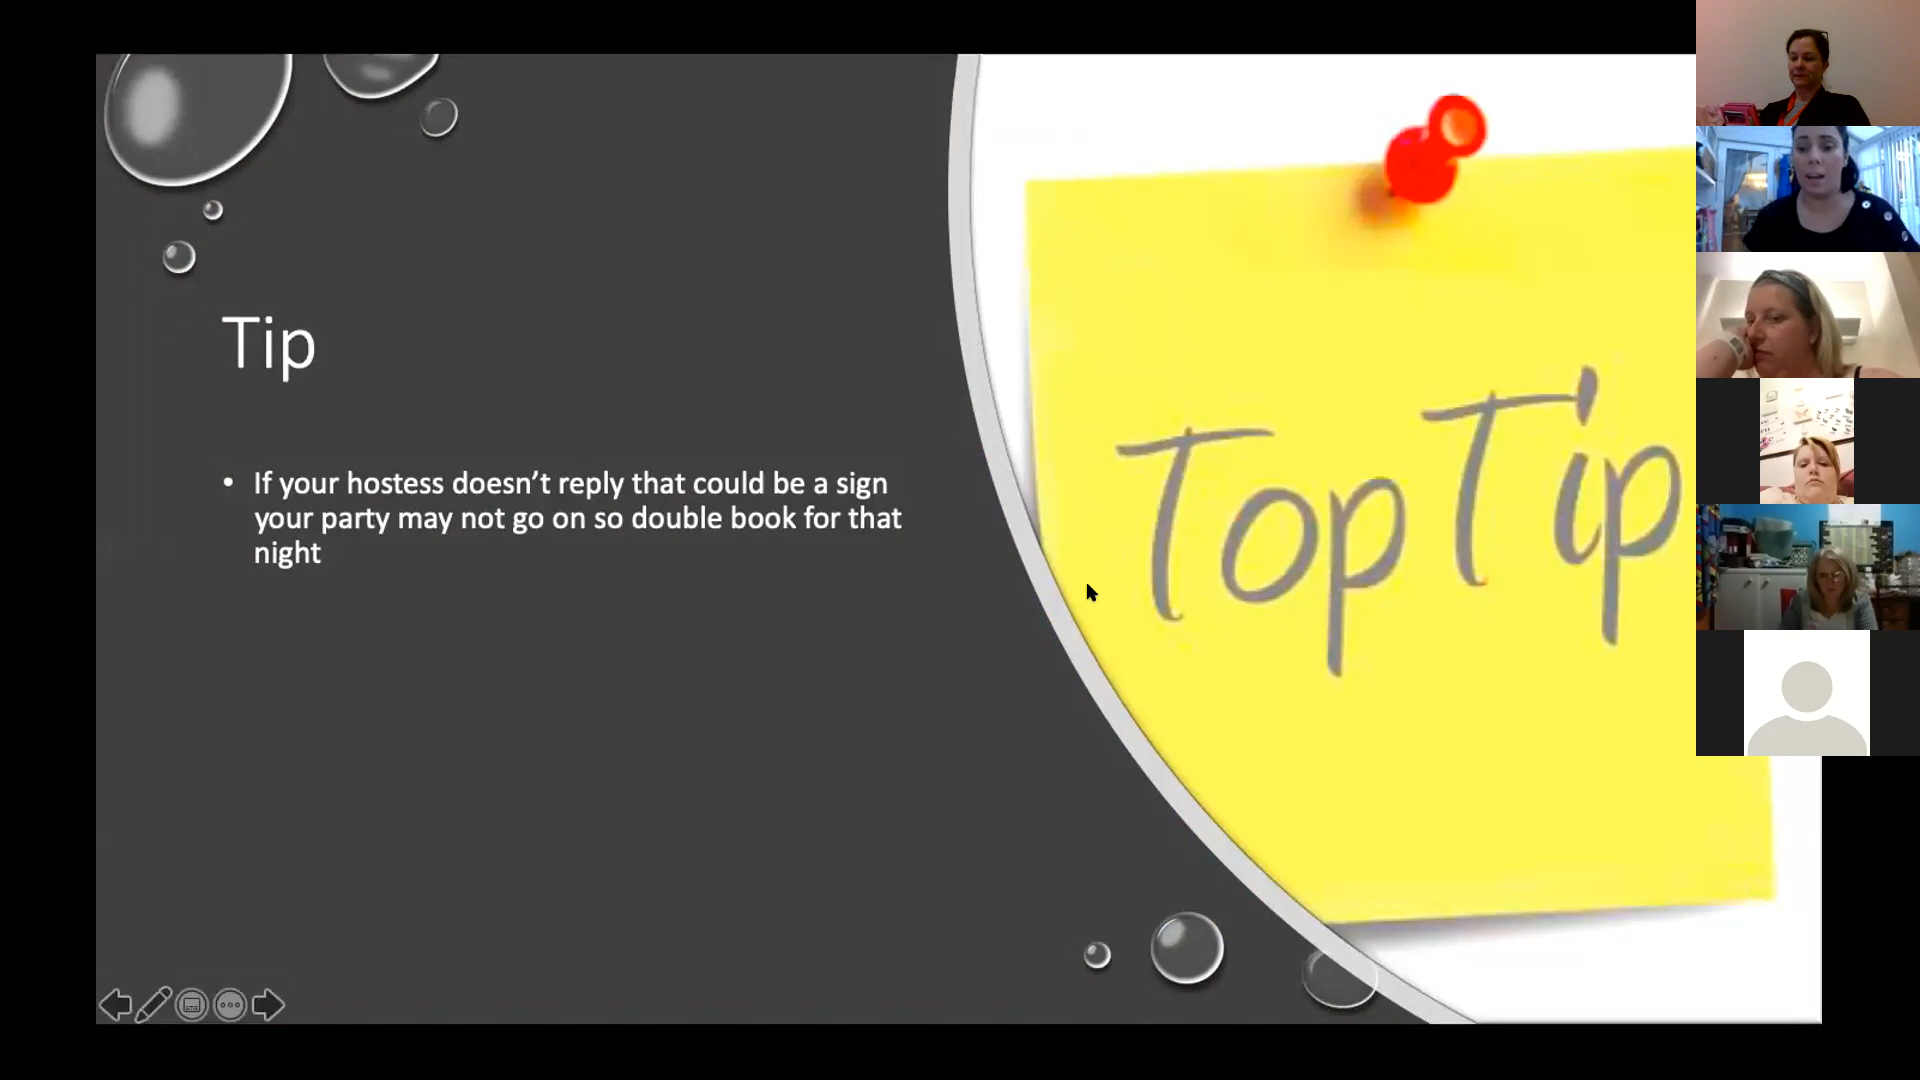 Tip
• If your hostess doesn’t reply that could be a sign
your party may not go on so double book for that
night
Top Tip